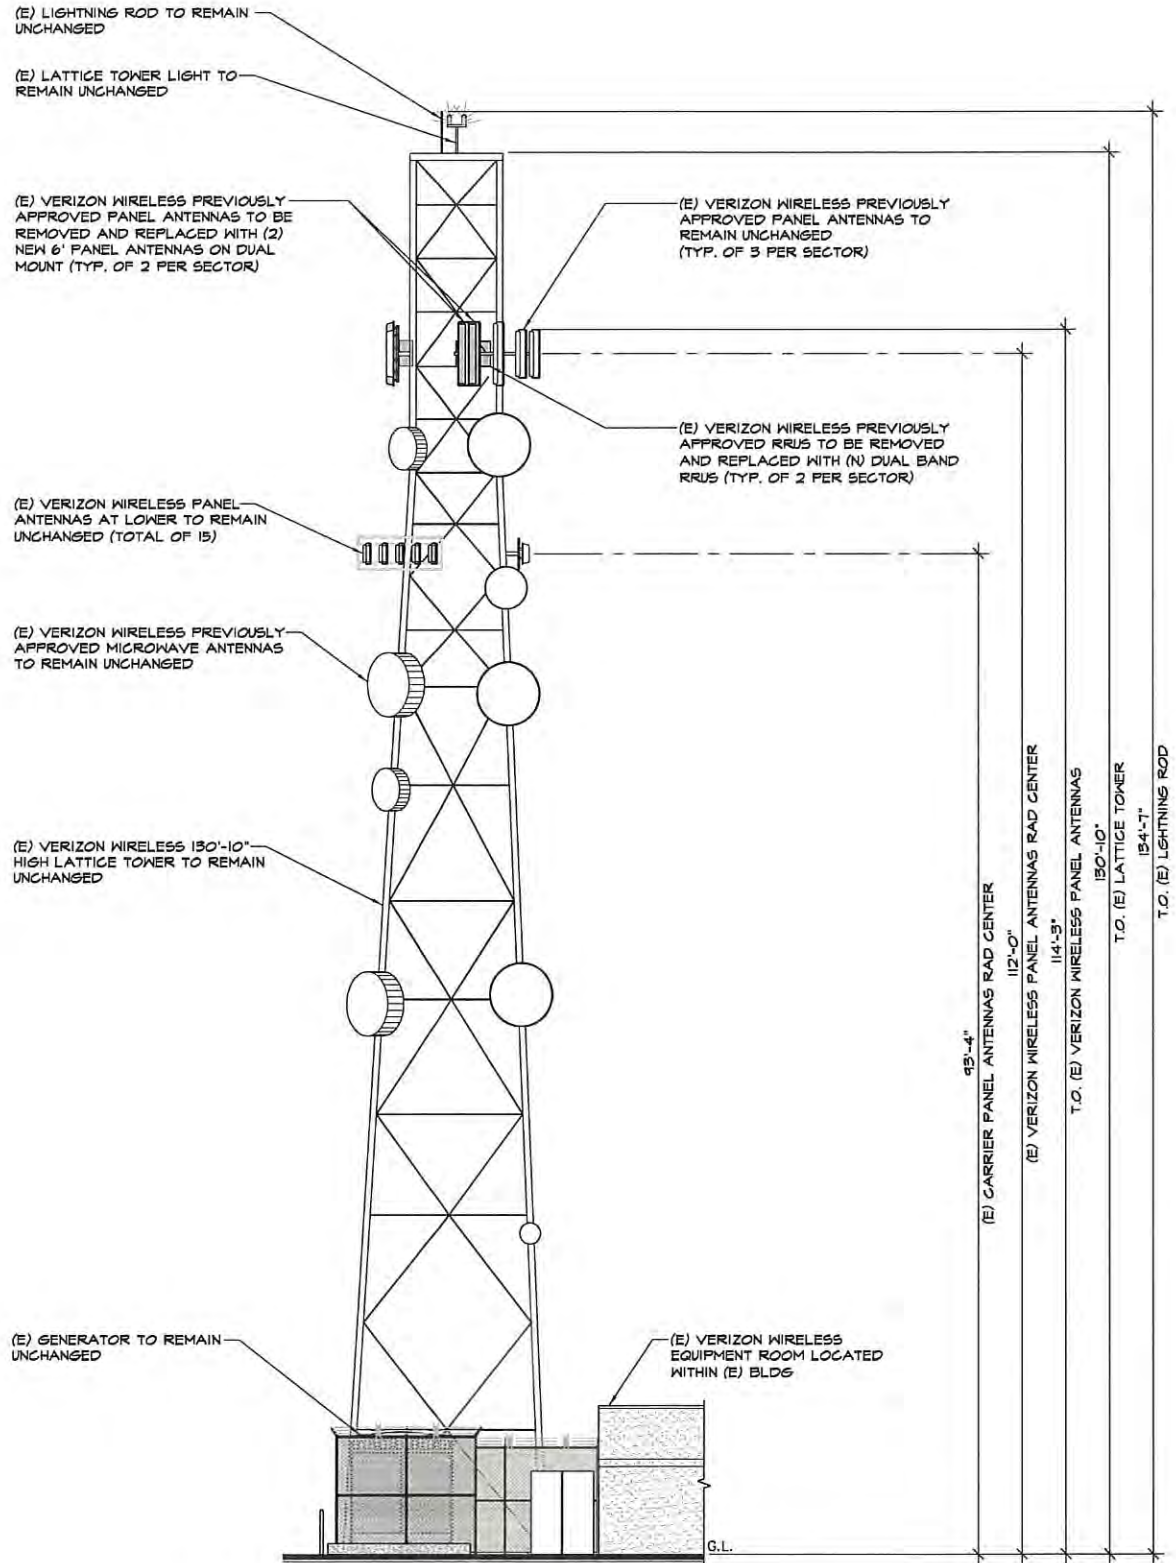 (E) LIGHTNING ROD TO REMAIN
UNCHANGED
(E) LATTICE TOWER LIGHT TO
REMAIN UNCHANGED
(E) VERIZON WIRELESS PREVIOUSLY
APPROVED PANEL ANTENNAS TO BE
REMOVED AND REPLACED WITH (2)
NEW 6' PANEL ANTENNAS ON DUAL
MOUNT (TYP. OF 2 PER SECTOR)
(E) VERIZON WIRELESS PREVIOUSLY
APPROVED PANEL ANTENNAS TO
REMAIN UNCHANGED
(TYP. OF 3 PER SECTOR)
(E) VERIZON WIRELESS PREVIOUSLY
APPROVED RRUS TO BE REMOVED
AND REPLACED WITH (N) DUAL BAND
RRUS (TYP. OF 2 PER SECTOR)
(E) VERIZON WIRELESS PANEL
ANTENNAS AT LOWER TO REMAIN
UNCHANGED (TOTAL OF 15)
(E) VERIZON WIRELESS PREVIOUSLY
APPROVED MICROWAVE ANTENNAS
TO REMAIN UNCHANGED
(E) VERIZON WIRELESS 130'-10"
HIGH LATTICE TOWER TO REMAIN
UNCHANGED
(E) GENERATOR TO REMAIN
UNCHANGED
(E) VERIZON WIRELESS
EQUIPMENT ROOM LOCATED
WITHIN (E) BLDG
G.L.
93'-4"
(E) CARRIER PANEL ANTENNAS RAD CENTER
112'-0"
(E) VERIZON WIRELESS PANEL ANTENNAS RAD CENTER
114'-3"
T.O. (E) VERIZON WIRELESS PANEL ANTENNAS
130'-10"
T.O. (E) LATTICE TOWER
134'-7"
T.O. (E) LGHTNING ROD